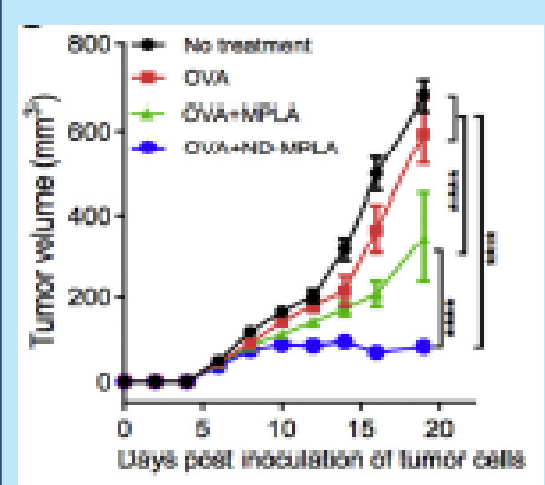 800
600
400
200
0
No treatment
OVA
OVA+MPLA
OVA+ND-MPLA
Tumor volume (mm³)
0 5 10 15 20
Days post inoculation of tumor cells